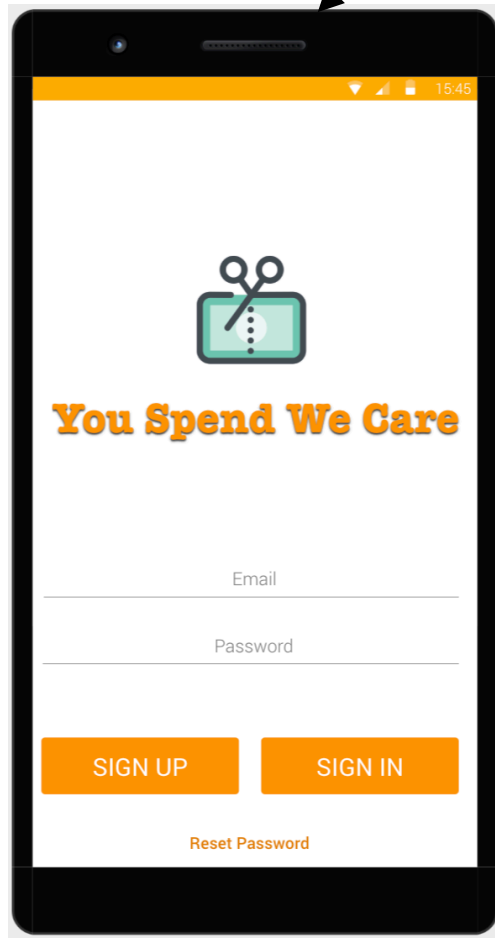 15:45
You Spend We Care
Email
Password
SIGN UP SIGN IN
Reset Password